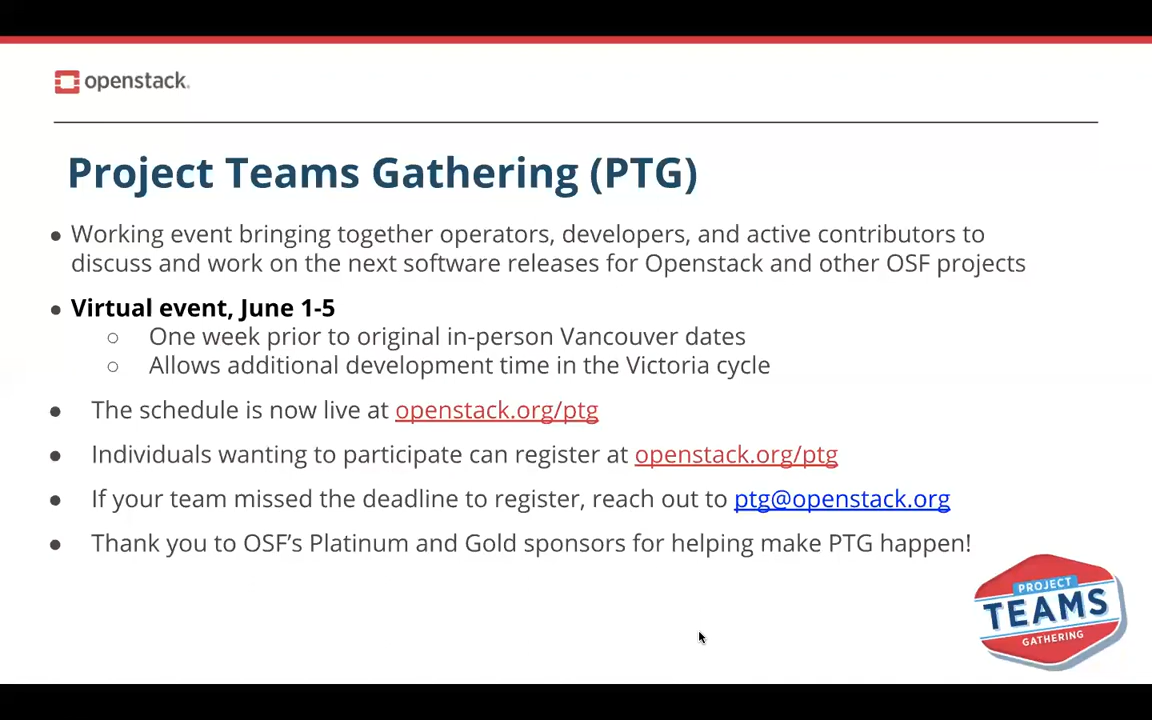 openstack.
Project Teams Gathering (PTG)
● Working event bringing together operators, developers, and active contributors to
discuss and work on the next software releases for Openstack and other OSF projects
● Virtual event, June 1-5
○ One week prior to original in-person Vancouver dates
○ Allows additional development time in the Victoria cycle
● The schedule is now live at openstack.org/ptg
● Individuals wanting to participate can register at openstack.org/ptg
● If your team missed the deadline to register, reach out to ptg@openstack.org
● Thank you to OSF’s Platinum and Gold sponsors for helping make PTG happen!
PROJECT
TEAMS
GATHERING